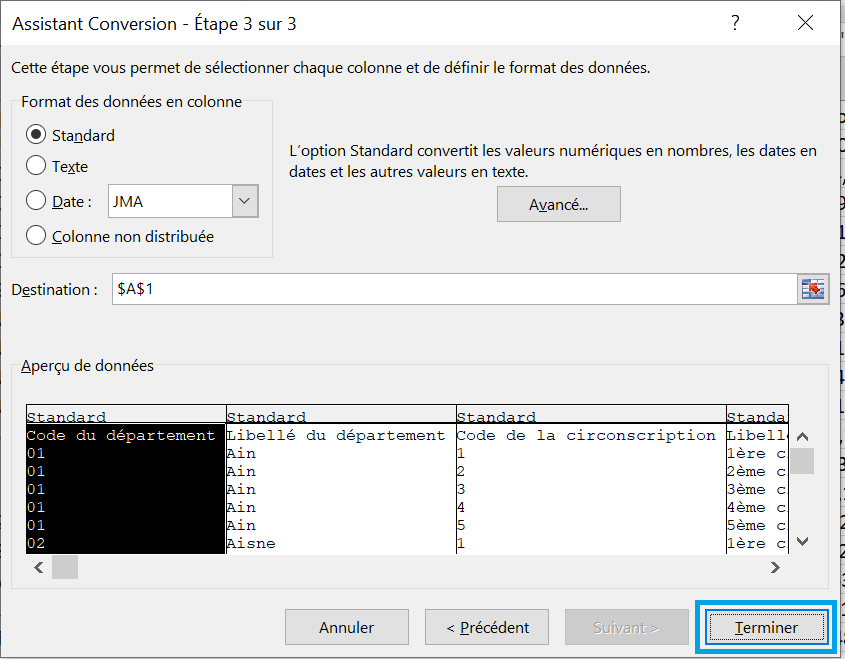 Assistant Conversion - Étape 3 sur 3
?
Cette étape vous permet de sélectionner chaque colonne et de définir le format des données.
Format des données en colonne
Standard
Texte
Date : JMA
Colonne non distribuée
L'option Standard convertit les valeurs numériques en nombres, les dates en
dates et les autres valeurs en texte.
Avancé...
Destination : $A$1
Aperçu de données
Standard Standard Standard Standa
Code du département Libellé du département Code de la circonscription Libellé
01 Ain 1 1ère c
01 Ain 2 2ème c
01 Ain 3 3ème c
01 Ain 4 4ème c
01 Ain 5 5ème c
02 Aisne 1 1ère c
Annuler < Précédent Suivant > Terminer